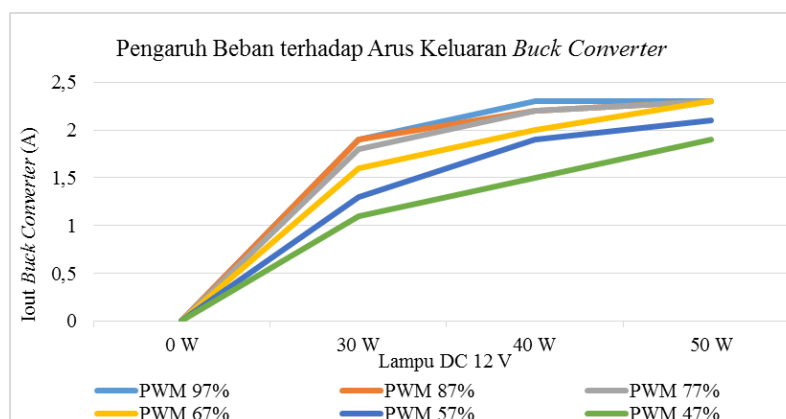 Pengaruh Beban terhadap Arus Keluaran Buck Converter
Iout Buck Converter (A)
2,5
2
1,5
1
0,5
0
0 W 30 W 40 W 50 W
Lampu DC 12 V
PWM 97% PWM 87% PWM 77%
PWM 67% PWM 57% PWM 47%